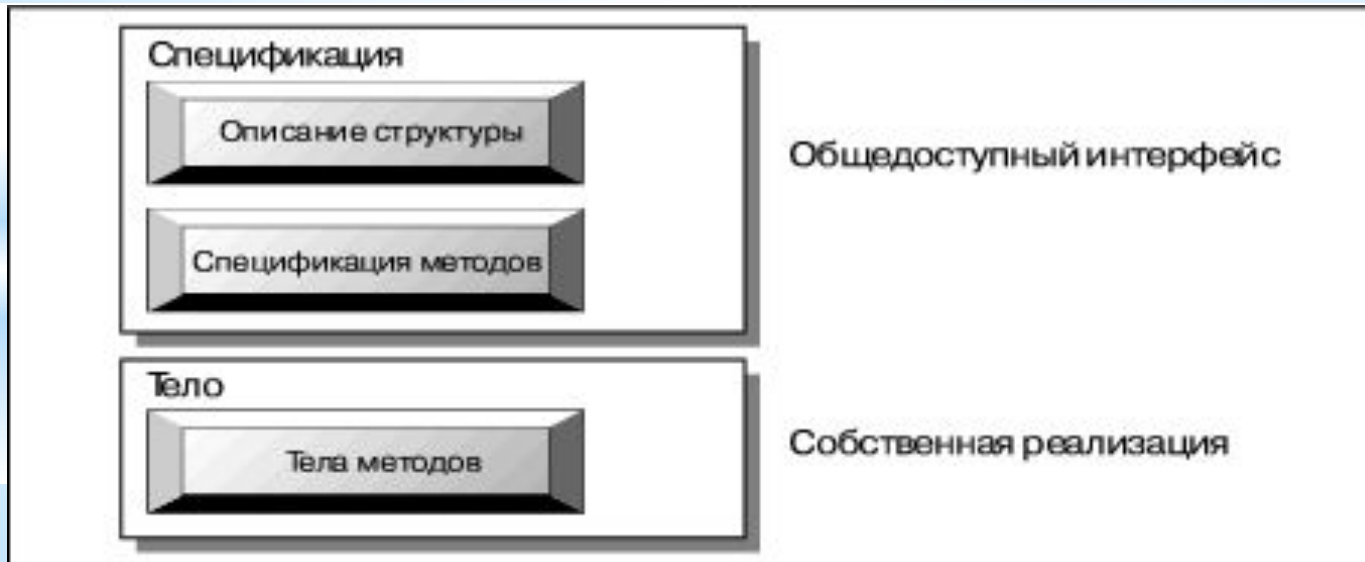 Спецификация
Описание структуры
Общедоступный интерфейс
Спецификация методов
Тело
Собственная реализация
Тела методов